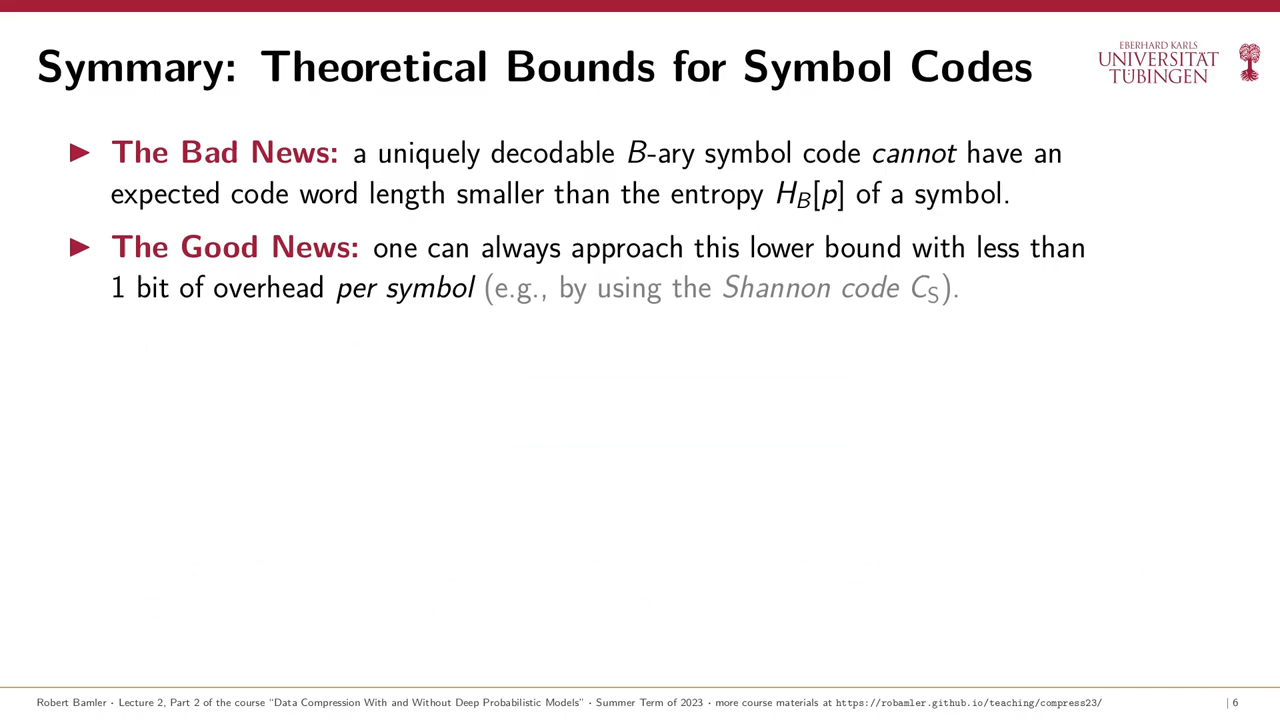 Summary: Theoretical Bounds for Symbol Codes
EBERHARD KARLS
UNIVERSITÄT
TÜBINGEN
▶ The Bad News: a uniquely decodable B-ary symbol code cannot have an
expected code word length smaller than the entropy H_B[p] of a symbol.
▶ The Good News: one can always approach this lower bound with less than
1 bit of overhead per symbol (e.g., by using the Shannon code C_S).
Robert Bamler · Lecture 2, Part 2 of the course “Data Compression With and Without Deep Probabilistic Models” · Summer Term of 2023 · more course materials at https://robamler.github.io/teaching/compress23/ | 6